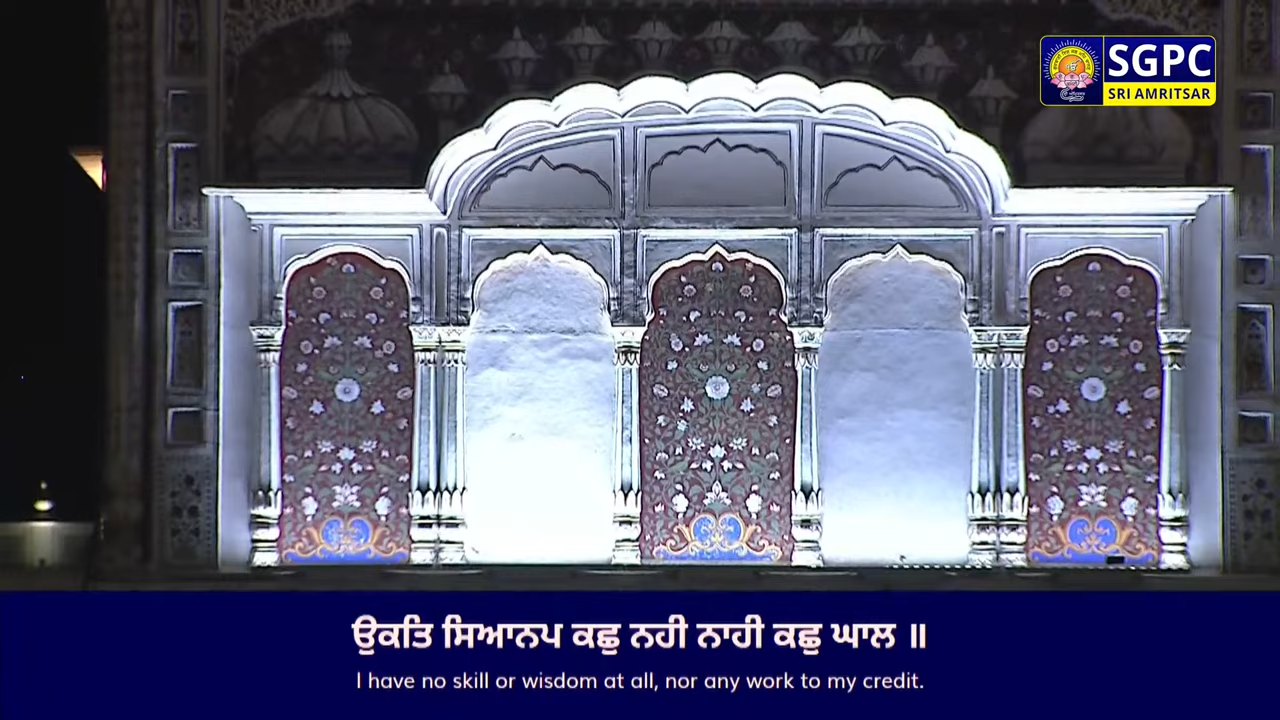 SGPC
SRI AMRITSAR
ਉਕਤਿ ਸਿਆਨਪ ਕਛੁ ਨਹੀ ਨਾਹੀ ਕਛੁ ਘਾਲ ॥
I have no skill or wisdom at all, nor any work to my credit.